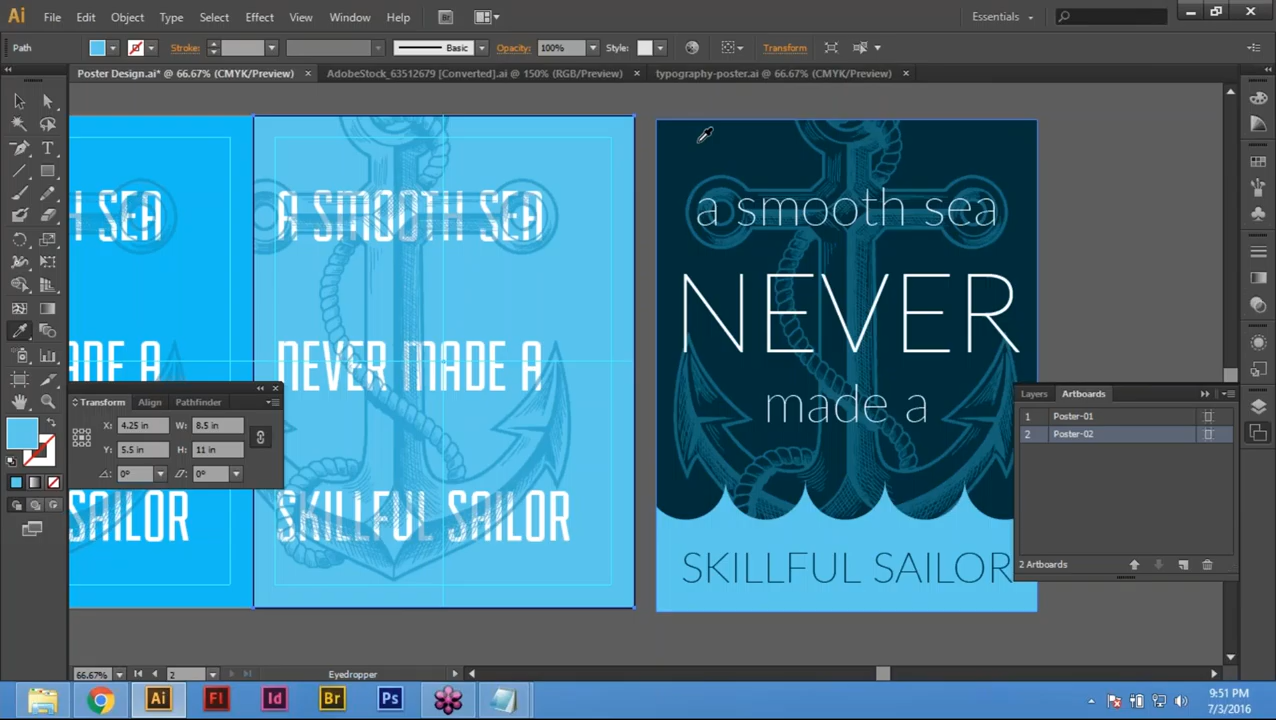 Ai File Edit Object Type Select Effect View Window Help Br Essentials
Path Stroke: Basic Opacity: 100% Style: Transform
Poster Design.ai* @ 66.67% (CMYK/Preview) × AdobeStock_63512679 [Converted].ai @ 150% (RGB/Preview) × typography-poster.ai @ 66.67% (CMYK/Preview) ×
H SEA
ADE A
SAILOR
A SMOOTH SEA
NEVER MADE A
SKILLFUL SAILOR
a smooth sea
NEVER
made a
SKILLFUL SAILOR
Transform Align Pathfinder
X: 4.25 in W: 8.5 in
Y: 5.5 in H: 11 in
0° 0°
Layers Artboards
1 Poster-01
2 Poster-02
2 Artboards
66.67% 2 Eyedropper
Ai Fl Id Br Ps
9:51 PM
7/3/2016